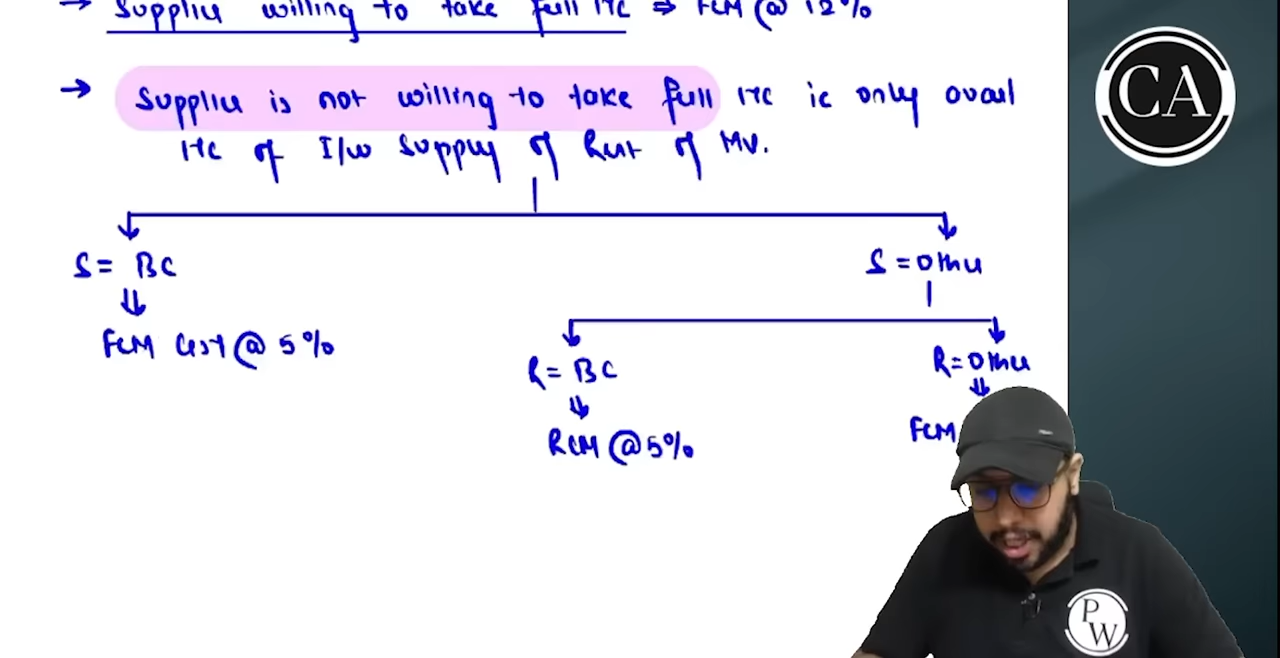 → Supplier willing to take full ITC ⇒ FCM @ 12%
CA
→ Supplier is not willing to take full ITC ie only avail
ITC of I/w supply of Rent of MV.
S = BC
S = Other
FCM GST @ 5%
R = BC
R = Other
RCM @ 5%
FCM
PW